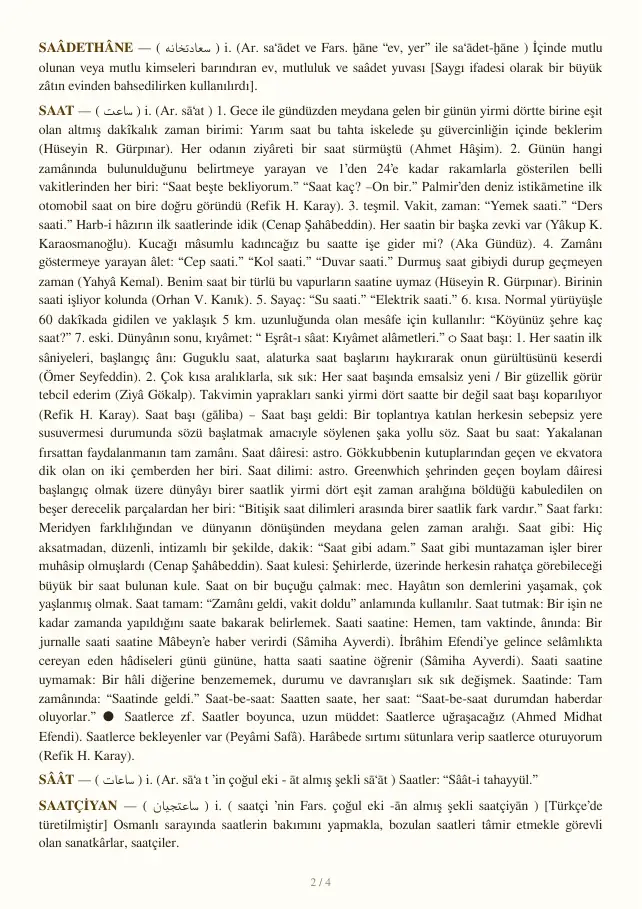 SAÂDETHÂNE — ( سعادتخانه ) i. (Ar. sa‘ādet ve Fars. ḫāne “ev, yer” ile sa‘ādet-ḫāne ) İçinde mutlu
olunan veya mutlu kimseleri barındıran ev, mutluluk ve saâdet yuvası [Saygı ifadesi olarak bir büyük
zâtın evinden bahsedilirken kullanılırdı].
SAAT — ( ساعت ) i. (Ar. sā‘at ) 1. Gece ile gündüzden meydana gelen bir günün yirmi dörtte birine eşit
olan altmış dakîkalık zaman birimi: Yarım saat bu tahta iskelede şu güvercinliğin içinde beklerim
(Hüseyin R. Gürpınar). Her odanın ziyâreti bir saat sürmüştü (Ahmet Hâşim). 2. Günün hangi
zamânında bulunulduğunu belirtmeye yarayan ve 1’den 24’e kadar rakamlarla gösterilen belli
vakitlerinden her biri: “Saat beşte bekliyorum.” “Saat kaç? –On bir.” Palmir’den deniz istikāmetine ilk
otomobil saat on bire doğru göründü (Refik H. Karay). 3. teşmil. Vakit, zaman: “Yemek saati.” “Ders
saati.” Harb-i hâzırın ilk saatlerinde idik (Cenap Şahâbeddin). Her saatin bir başka zevki var (Yâkup K.
Karaosmanoğlu). Kucağı mâsumlu kadıncağız bu saatte işe gider mi? (Aka Gündüz). 4. Zamânı
göstermeye yarayan âlet: “Cep saati.” “Kol saati.” “Duvar saati.” Durmuş saat gibiydi durup geçmeyen
zaman (Yahyâ Kemal). Benim saat bir türlü bu vapurların saatine uymaz (Hüseyin R. Gürpınar). Birinin
saati işliyor kolunda (Orhan V. Kanık). 5. Sayaç: “Su saati.” “Elektrik saati.” 6. kısa. Normal yürüyüşle
60 dakîkada gidilen ve yaklaşık 5 km. uzunluğunda olan mesâfe için kullanılır: “Köyünüz şehre kaç
saat?” 7. eski. Dünyânın sonu, kıyâmet: “ Eşrât-ı sâat: Kıyâmet alâmetleri.” ѻ Saat başı: 1. Her saatin ilk
sâniyeleri, başlangıç ânı: Guguklu saat, alaturka saat başlarını haykırarak onun gürültüsünü keserdi
(Ömer Seyfeddin). 2. Çok kısa aralıklarla, sık sık: Her saat başında emsalsiz yeni / Bir güzellik görür
tebcil ederim (Ziyâ Gökalp). Takvimin yaprakları sanki yirmi dört saatte bir değil saat başı koparılıyor
(Refik H. Karay). Saat başı (gāliba) – Saat başı geldi: Bir toplantıya katılan herkesin sebepsiz yere
susuvermesi durumunda sözü başlatmak amacıyle söylenen şaka yollu söz. Saat bu saat: Yakalanan
fırsattan faydalanmanın tam zamânı. Saat dâiresi: astro. Gökkubbenin kutuplarından geçen ve ekvatora
dik olan on iki çemberden her biri. Saat dilimi: astro. Greenwich şehrinden geçen boylam dâiresi
başlangıç olmak üzere dünyâyı birer saatlik yirmi dört eşit zaman aralığına böldüğü kabuledilen on
beşer derecelik parçalardan her biri: “Bitişik saat dilimleri arasında birer saatlik fark vardır.” Saat farkı:
Meridyen farklılığından ve dünyanın dönüşünden meydana gelen zaman aralığı. Saat gibi: Hiç
aksatmadan, düzenli, intizamlı bir şekilde, dakik: “Saat gibi adam.” Saat gibi muntazaman işler birer
muhâsip olmuşlardı (Cenap Şahâbeddin). Saat kulesi: Şehirlerde, üzerinde herkesin rahatça görebileceği
büyük bir saat bulunan kule. Saat on bir buçuğu çalmak: mec. Hayâtın son demlerini yaşamak, çok
yaşlanmış olmak. Saat tamam: “Zamânı geldi, vakit doldu” anlamında kullanılır. Saat tutmak: Bir işin ne
kadar zamanda yapıldığını saate bakarak belirlemek. Saati saatine: Hemen, tam vaktinde, ânında: Bir
jurnalle saati saatine Mâbeyn’e haber verirdi (Sâmiha Ayverdi). İbrâhim Efendi’ye gelince selâmlıkta
cereyan eden hâdiseleri günü gününe, hatta saati saatine öğrenir (Sâmiha Ayverdi). Saati saatine
uymamak: Bir hâli diğerine benzememek, durumu ve davranışları sık sık değişmek. Saatinde: Tam
zamânında: “Saatinde geldi.” Saat-be-saat: Saatten saate, her saat: “Saat-be-saat durumdan haberdar
oluyorlar.” ● Saatlerce zf. Saatler boyunca, uzun müddet: Saatlerce uğraşacağız (Ahmed Midhat
Efendi). Saatlerce bekleyenler var (Peyâmi Safâ). Harâbede sırtımı sütunlara verip saatlerce oturuyorum
(Refik H. Karay).
SÂÂT — ( ساعات ) i. (Ar. sā‘a t ’in çoğul eki - āt almış şekli sā‘āt ) Saatler: “Sâât-i tahayyül.”
SAATÇİYAN — ( ساعتجيان ) i. ( saatçi ’nin Fars. çoğul eki -ān almış şekli saatçiyān ) [Türkçe’de
türetilmiştir] Osmanlı sarayında saatlerin bakımını yapmakla, bozulan saatleri tâmir etmekle görevli
olan sanatkârlar, saatçiler.
2 / 4